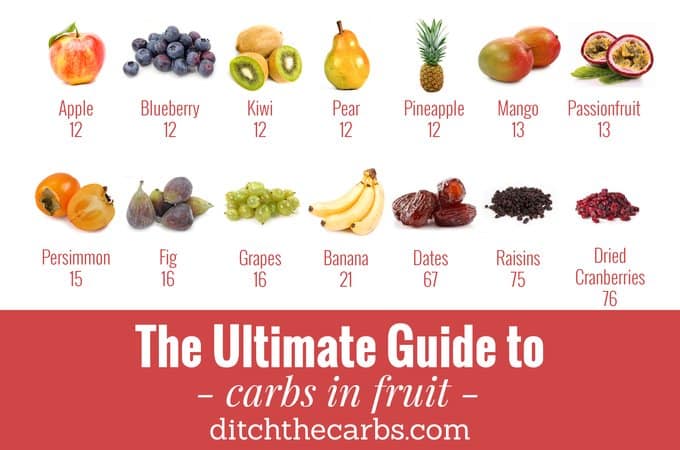 Apple Blueberry Kiwi Pear Pineapple Mango Passionfruit
12 12 12 12 12 13 13
Persimmon Fig Grapes Banana Dates Raisins Dried
Cranberries
15 16 16 21 67 75 76
The Ultimate Guide to
- carbs in fruit -
ditchthecarbs.com